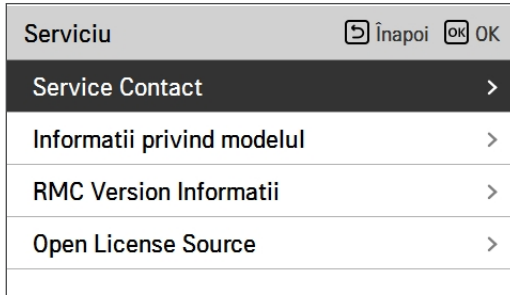 Serviciu Înapoi OK OK
Service Contact
Informatii privind modelul
RMC Version Informatii
Open License Source